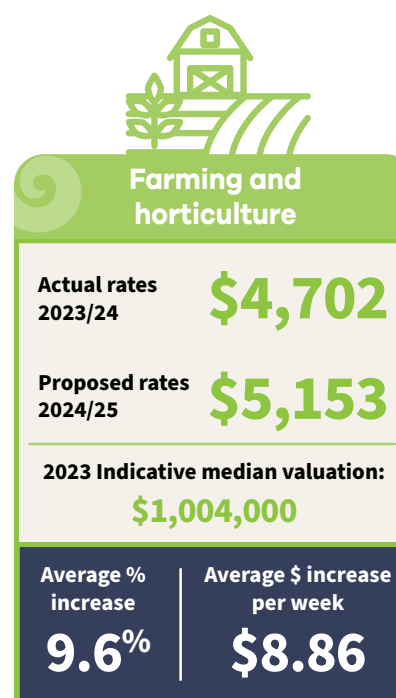 Farming and
horticulture
Actual rates
2023/24
$4,702
Proposed rates
2024/25
$5,153
2023 Indicative median valuation:
$1,004,000
Average %
increase
9.6%
Average $ increase
per week
$8.86